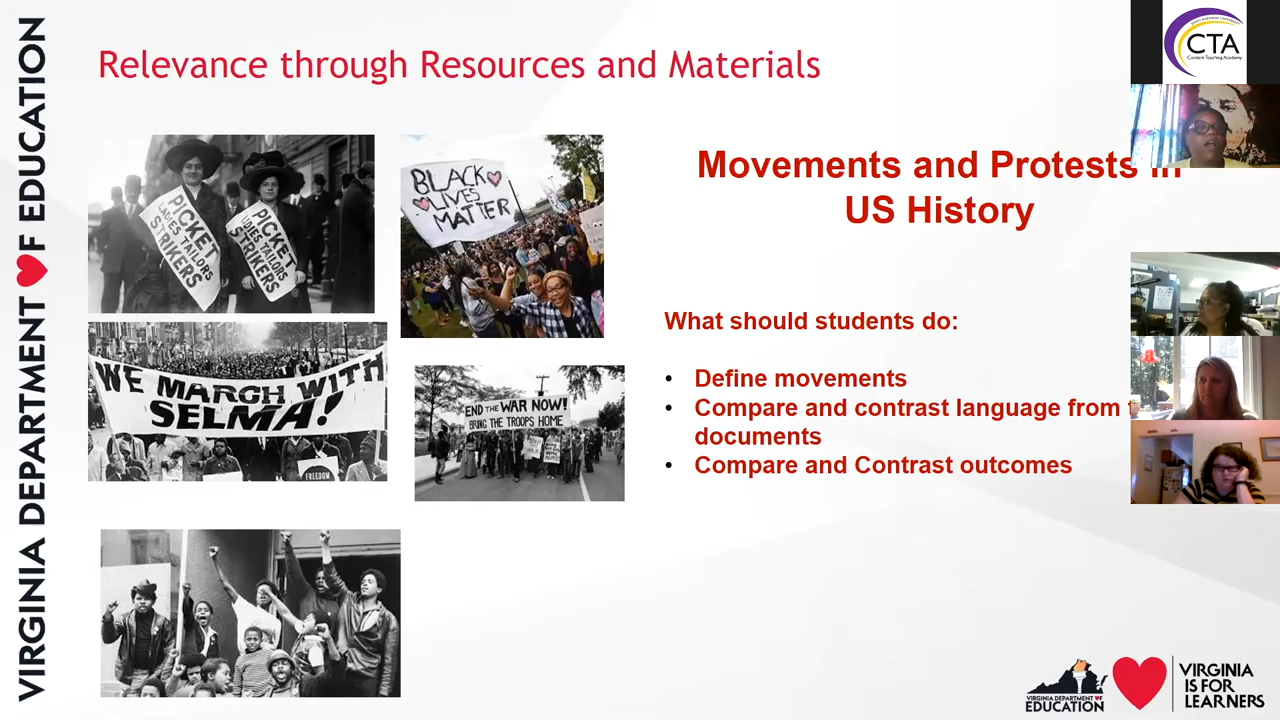 VIRGINIA DEPARTMENT OF EDUCATION
Relevance through Resources and Materials
CTA
Content Teaching Academy
PICKET
LADIES TAILORS
STRIKERS
PICKET
LADIES TAILORS
STRIKERS
BLACK
LIVES
MATTER
Movements and Protests in
US History
WE MARCH WITH
SELMA!
FREEDOM
END THE WAR NOW!
BRING THE TROOPS HOME
What should students do:
• Define movements
• Compare and contrast language from
documents
• Compare and Contrast outcomes
VIRGINIA DEPARTMENT OF
EDUCATION
VIRGINIA
IS FOR
LEARNERS